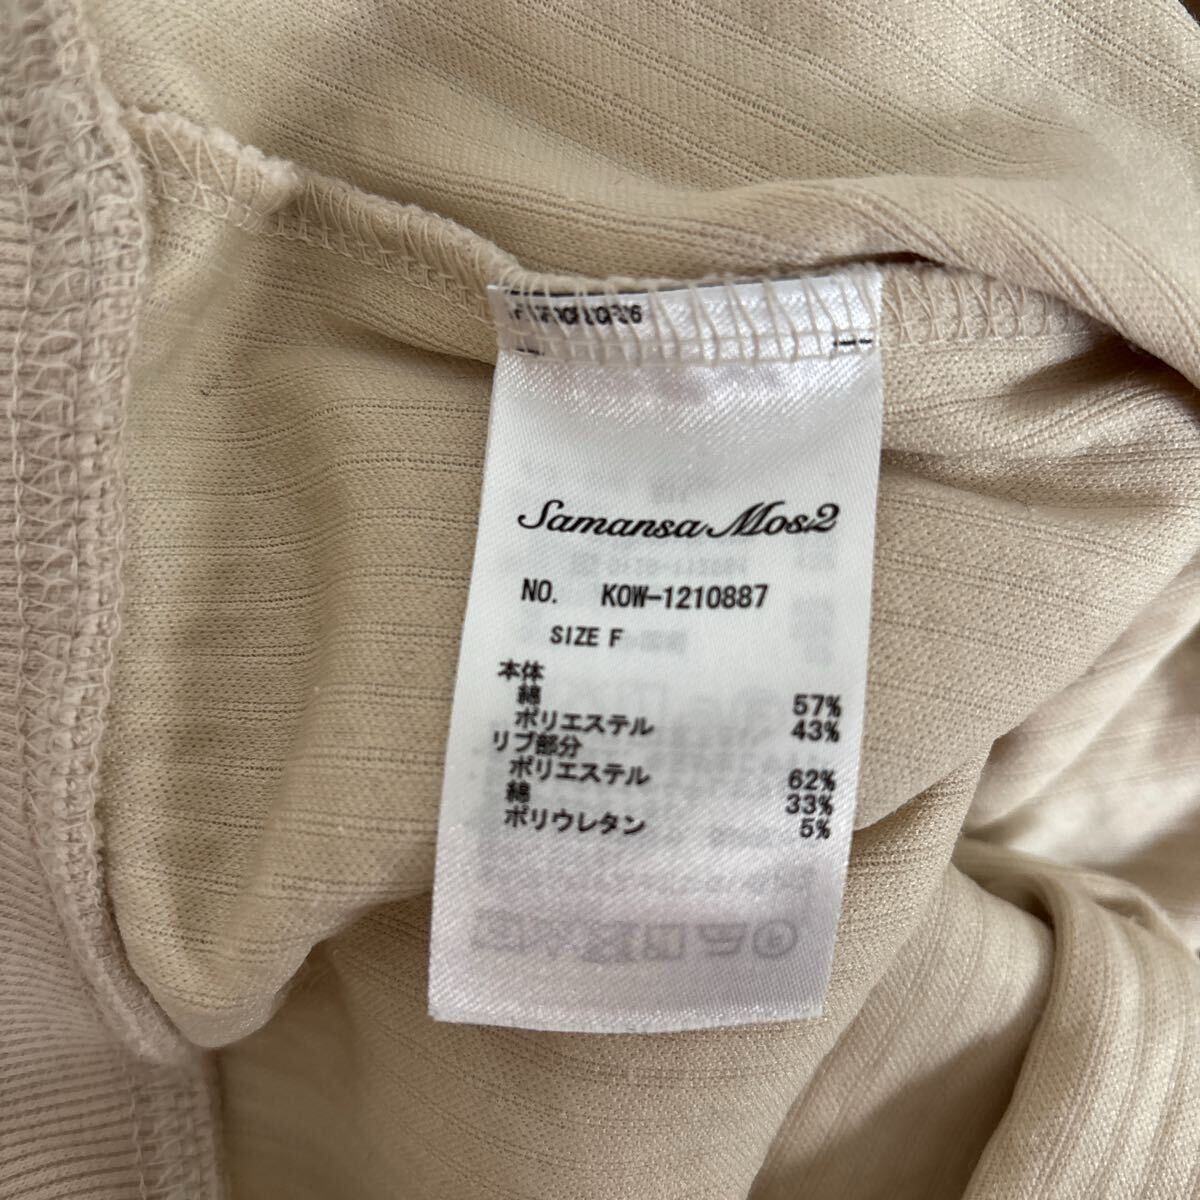 Samansa Mos2
NO. KOW-1210887
SIZE F
本体
綿 57%
ポリエステル 43%
リブ部分
ポリエステル 62%
綿 33%
ポリウレタン 5%